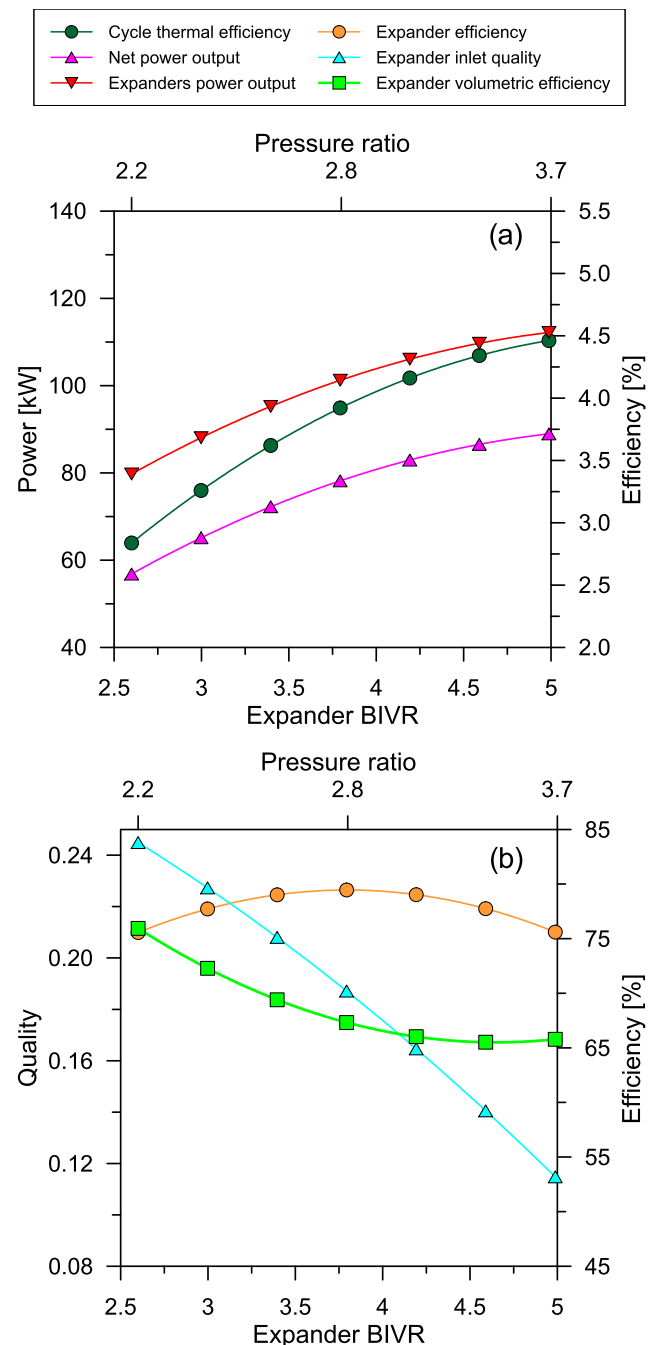 Cycle thermal efficiency
Net power output
Expanders power output
Expander efficiency
Expander inlet quality
Expander volumetric efficiency
Pressure ratio
2.2 2.8 3.7
(a)
140
120
100
80
60
40
Power [kW]
5.5
5.0
4.5
4.0
3.5
3.0
2.5
2.0
Efficiency [%]
2.5 3 3.5 4 4.5 5
Expander BIVR
Pressure ratio
2.2 2.8 3.7
(b)
0.24
0.20
0.16
0.12
0.08
Quality
85
75
65
55
45
Efficiency [%]
2.5 3 3.5 4 4.5 5
Expander BIVR